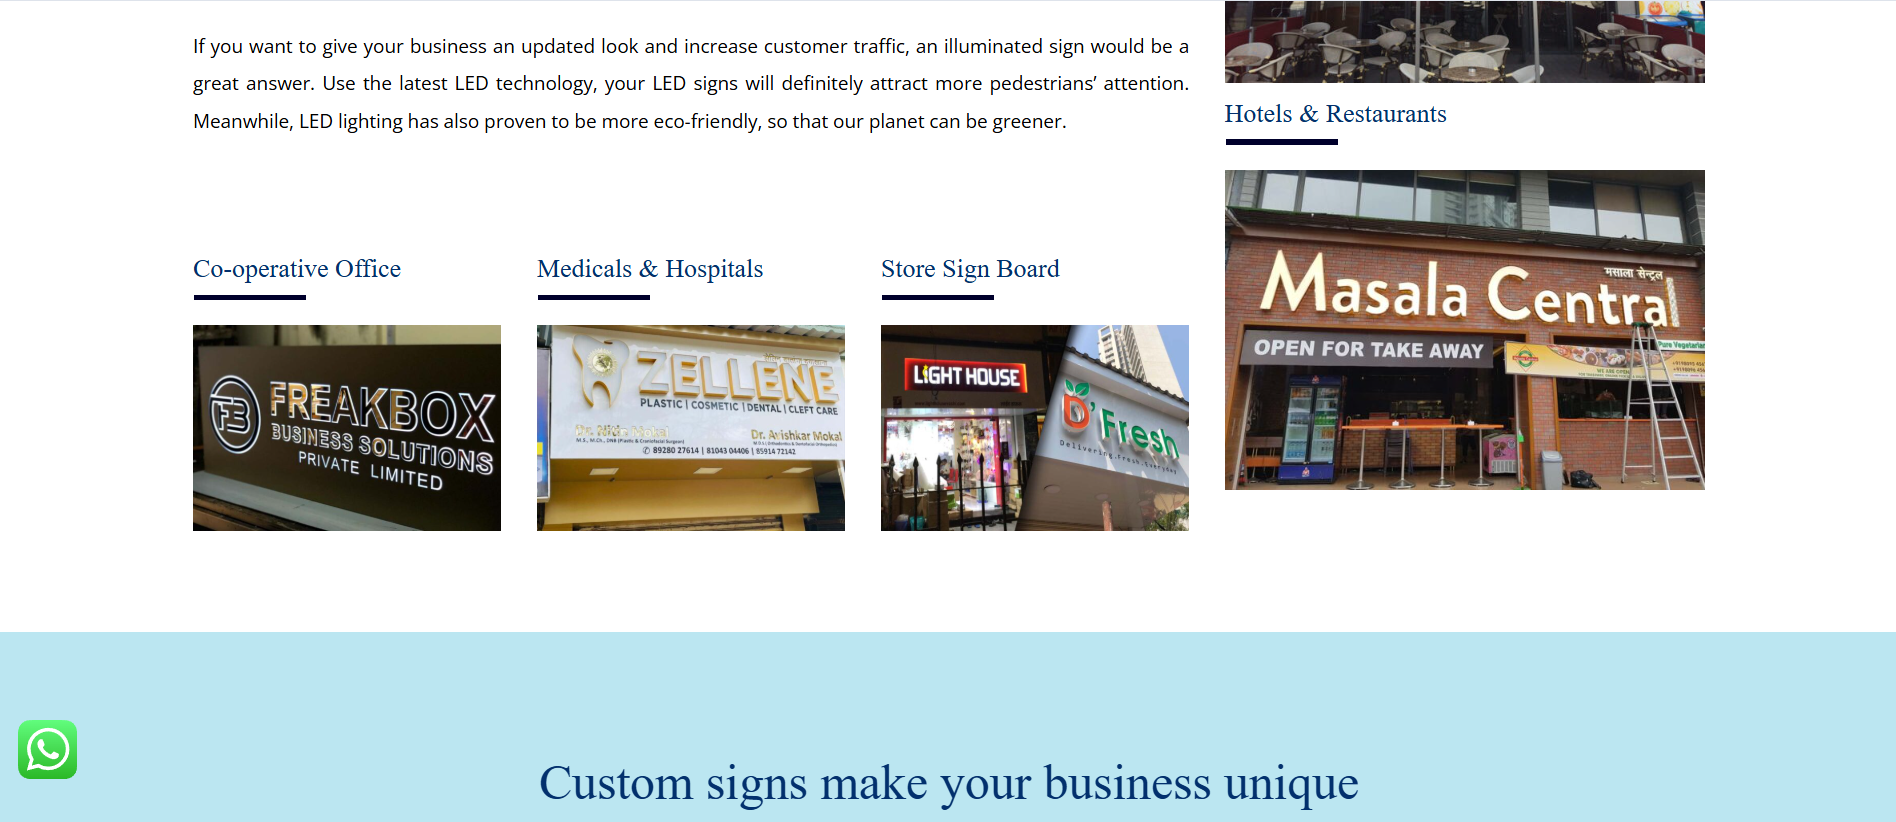 If you want to give your business an updated look and increase customer traffic, an illuminated sign would be a
great answer. Use the latest LED technology, your LED signs will definitely attract more pedestrians’ attention.
Meanwhile, LED lighting has also proven to be more eco-friendly, so that our planet can be greener.
Co-operative Office
FB
FREAKBOX
BUSINESS SOLUTIONS
PRIVATE LIMITED
Medicals & Hospitals
ZELLENE
PLASTIC | COSMETIC | DENTAL | CLEFT CARE
Dr. Nitin Mokal
Dr. Avishkar Mokal
89280 27614 | 81043 04406 | 85914 72142
Store Sign Board
LIGHT HOUSE
D' Fresh
Delivering.Fresh.Everyday
Hotels & Restaurants
मसाला सेन्ट्रल
Masala Central
OPEN FOR TAKE AWAY
Pure Vegetarian
WE ARE OPEN
Custom signs make your business unique